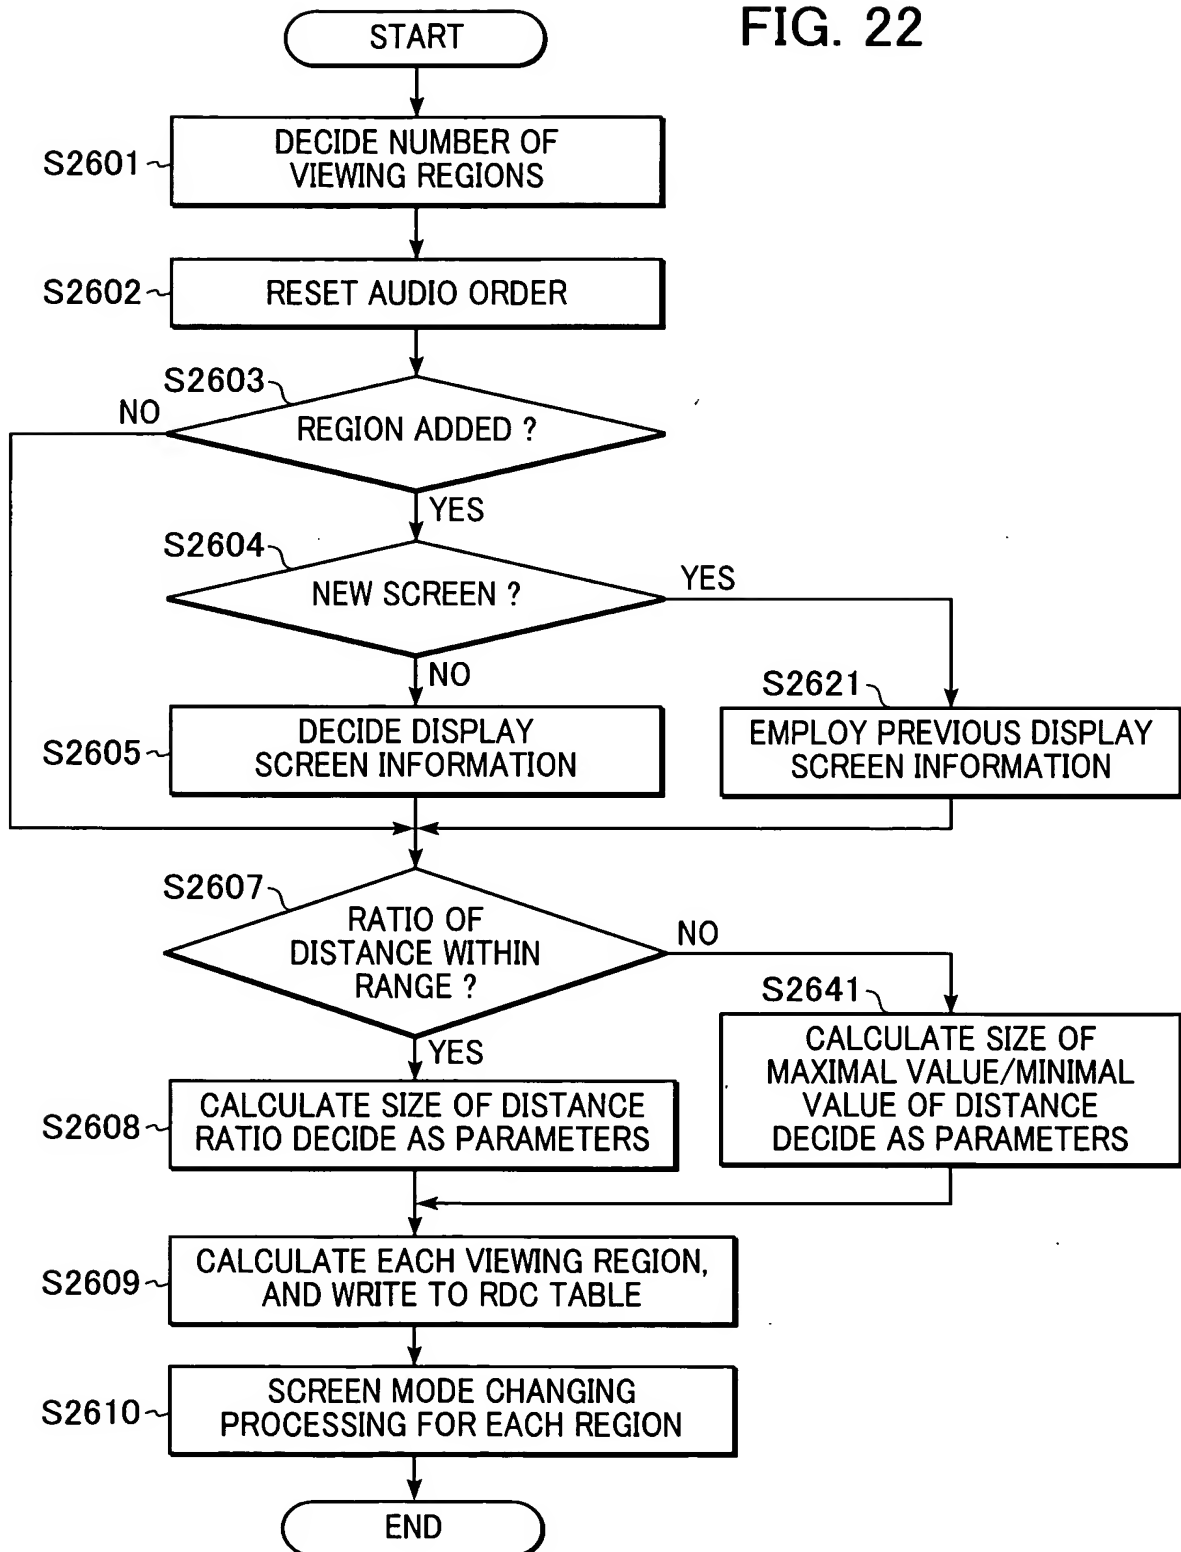 FIG. 22
START
S2601
DECIDE NUMBER OF
VIEWING REGIONS
S2602
RESET AUDIO ORDER
S2603
NO
REGION ADDED ?
YES
S2604
NEW SCREEN ?
YES
NO
S2605
DECIDE DISPLAY
SCREEN INFORMATION
S2621
EMPLOY PREVIOUS DISPLAY
SCREEN INFORMATION
S2607
RATIO OF
DISTANCE WITHIN
RANGE ?
NO
YES
S2641
CALCULATE SIZE OF
MAXIMAL VALUE/MINIMAL
VALUE OF DISTANCE
DECIDE AS PARAMETERS
S2608
CALCULATE SIZE OF DISTANCE
RATIO DECIDE AS PARAMETERS
S2609
CALCULATE EACH VIEWING REGION,
AND WRITE TO RDC TABLE
S2610
SCREEN MODE CHANGING
PROCESSING FOR EACH REGION
END